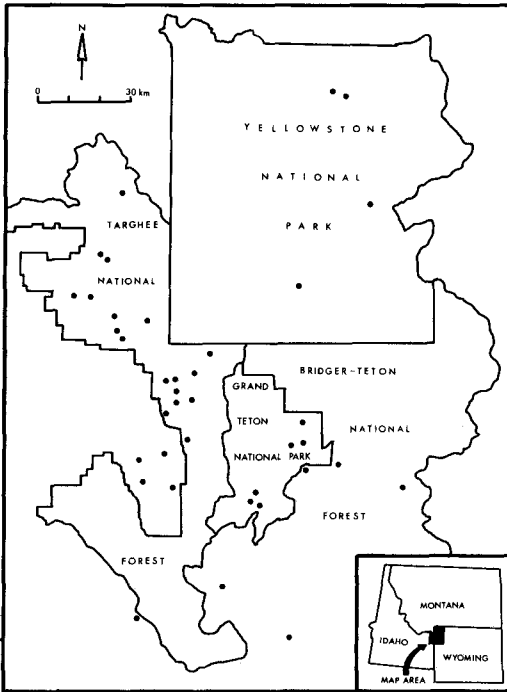 N
0 30 km
YELLOWSTONE
NATIONAL
PARK
TARGHEE
NATIONAL
FOREST
BRIDGER-TETON
NATIONAL
FOREST
GRAND
TETON
NATIONAL PARK
MONTANA
IDAHO
WYOMING
MAP AREA